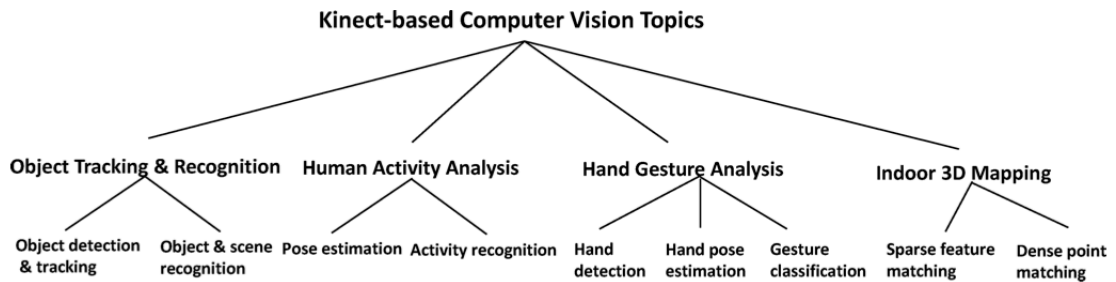 Kinect-based Computer Vision Topics
Object Tracking & Recognition
Human Activity Analysis
Hand Gesture Analysis
Indoor 3D Mapping
Object detection
& tracking
Object & scene
recognition
Pose estimation
Activity recognition
Hand
detection
Hand pose
estimation
Gesture
classification
Sparse feature
matching
Dense point
matching